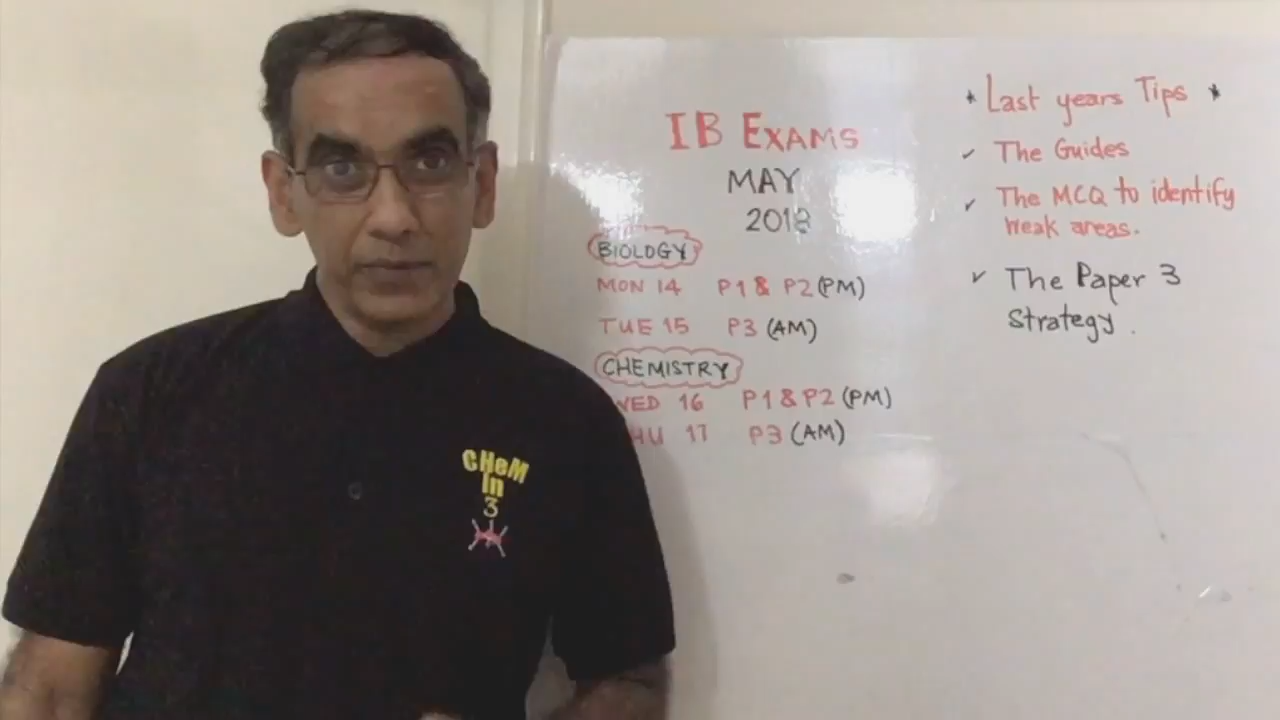 IB EXAMS
MAY
2018
BIOLOGY
MON 14 P1 & P2 (PM)
TUE 15 P3 (AM)
CHEMISTRY
WED 16 P1 & P2 (PM)
HU 17 P3 (AM)
* Last years Tips *
✓ The Guides
✓ The MCQ to identify
weak areas.
✓ The Paper 3
Strategy.
CHeM
In
3